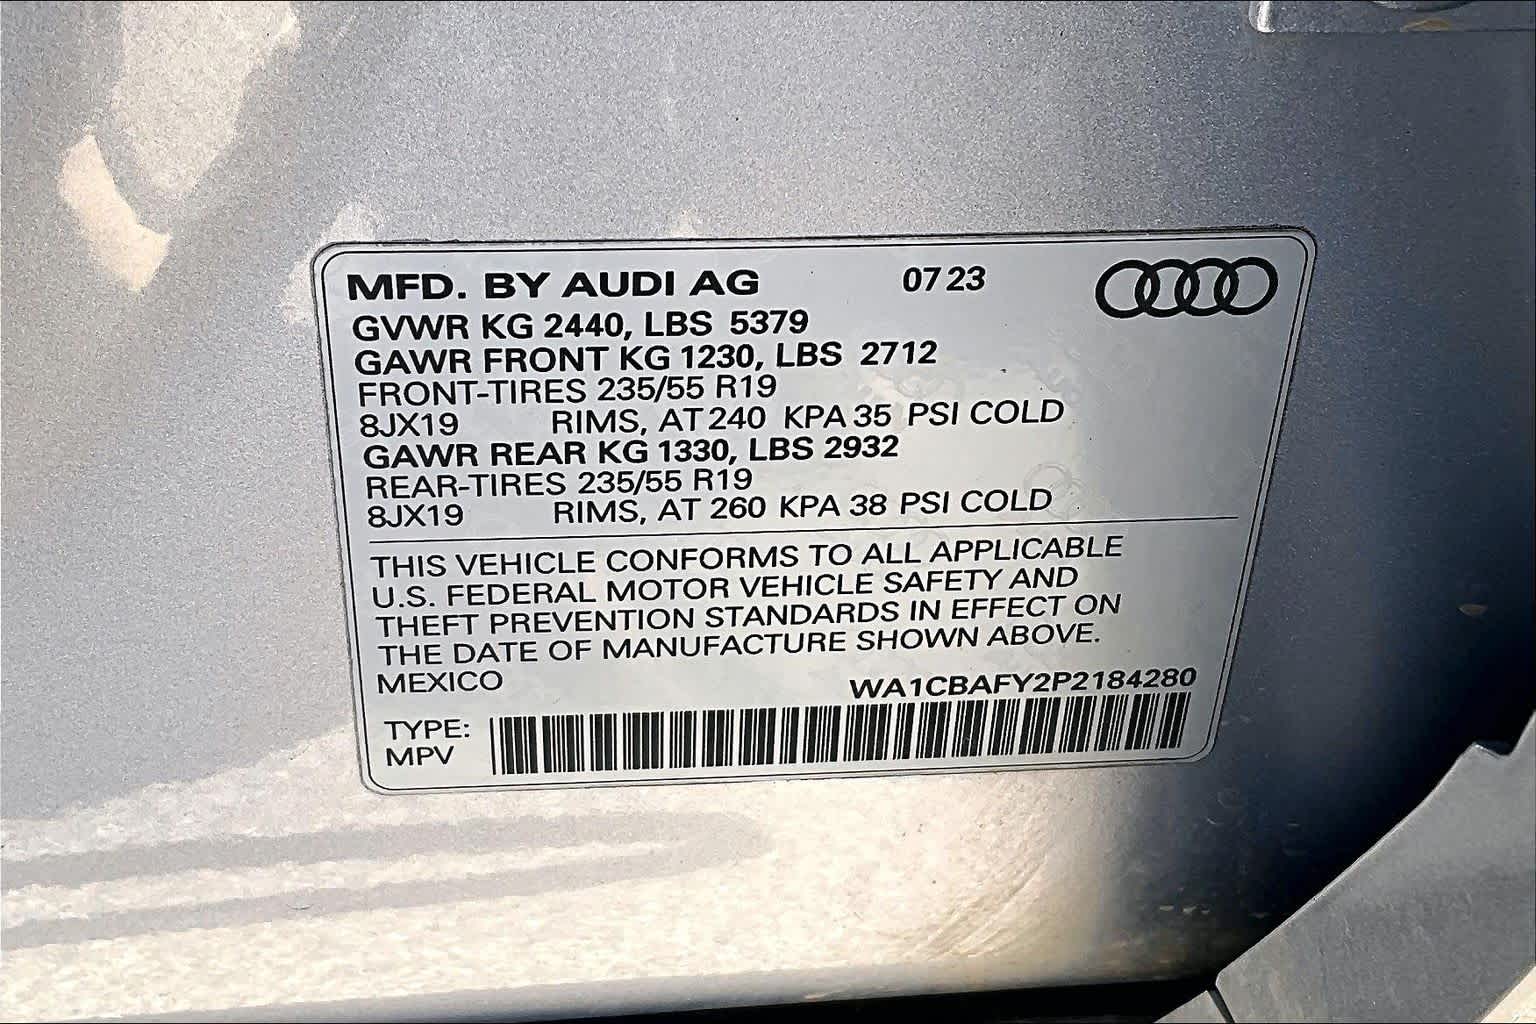 MFD. BY AUDI AG 07 23
GVWR KG 2440, LBS 5379
GAWR FRONT KG 1230, LBS 2712
FRONT-TIRES 235/55 R19
8JX19 RIMS, AT 240 KPA 35 PSI COLD
GAWR REAR KG 1330, LBS 2932
REAR-TIRES 235/55 R19
8JX19 RIMS, AT 260 KPA 38 PSI COLD
THIS VEHICLE CONFORMS TO ALL APPLICABLE
U.S. FEDERAL MOTOR VEHICLE SAFETY AND
THEFT PREVENTION STANDARDS IN EFFECT ON
THE DATE OF MANUFACTURE SHOWN ABOVE.
MEXICO WA1CBAFY2P2184280
TYPE:
MPV